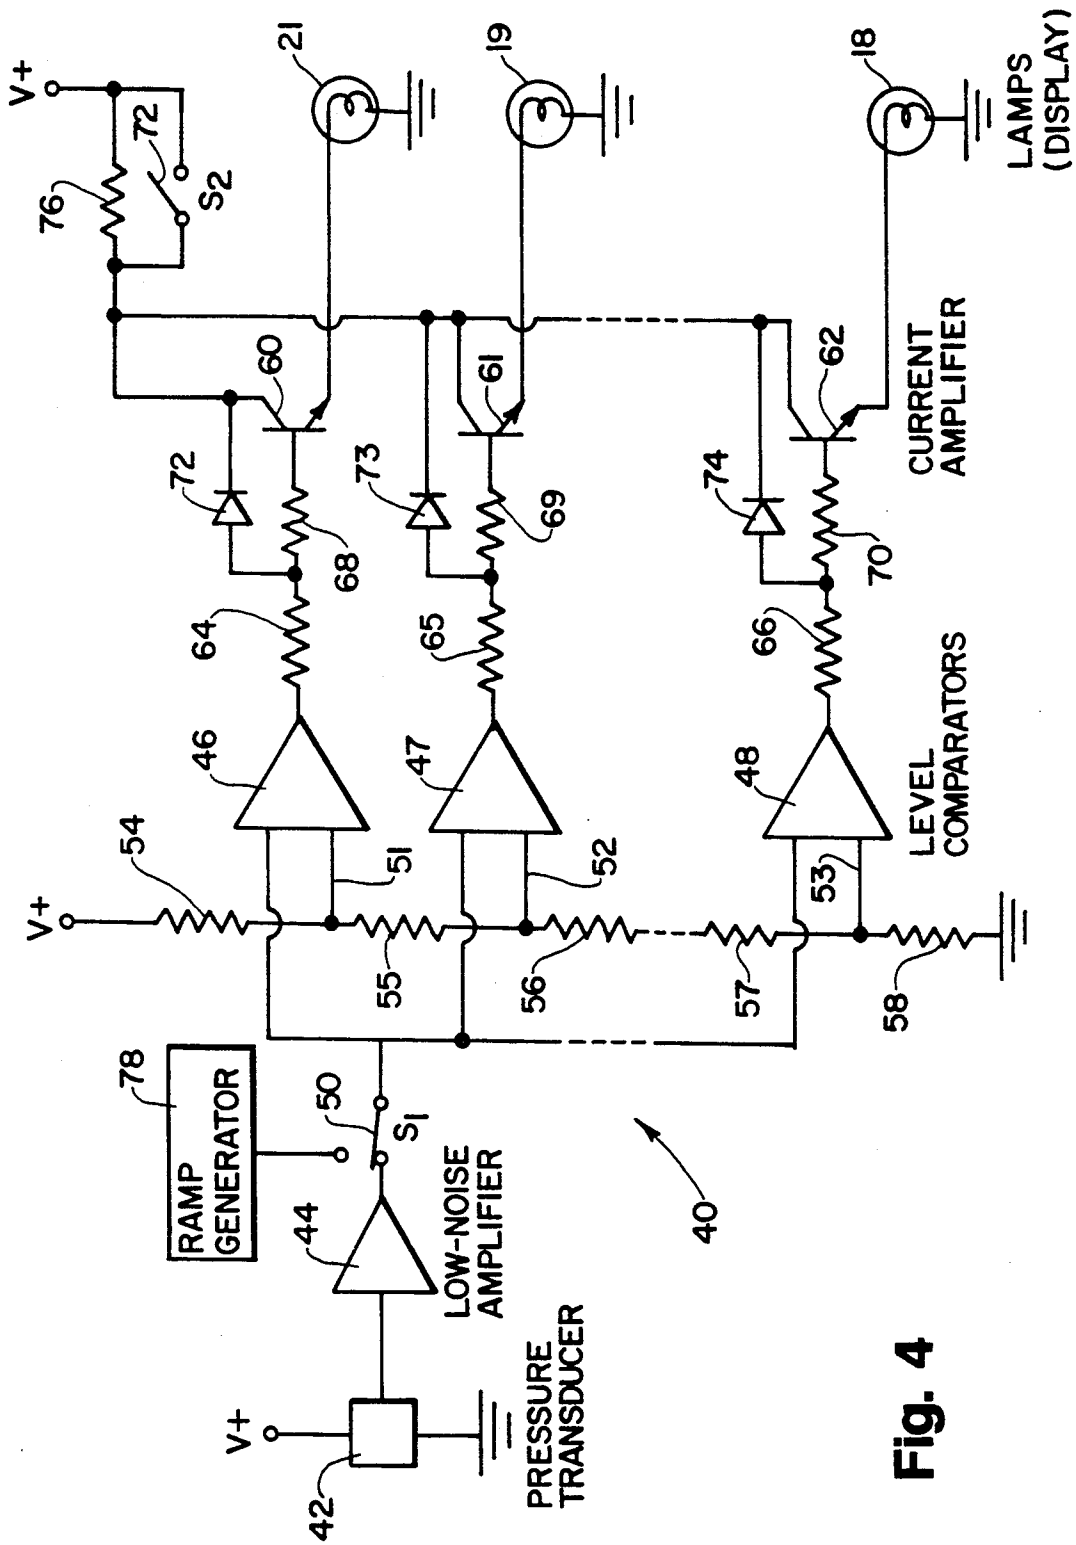 V+
42
PRESSURE
TRANSDUCER
44
LOW-NOISE
AMPLIFIER
RAMP
GENERATOR
78
50
S1
40
V+
54
55
56
57
58
51
52
53
46
47
48
LEVEL
COMPARATORS
64
65
66
68
69
70
72
73
74
60
61
62
CURRENT
AMPLIFIER
V+
76
72
S2
21
19
18
LAMPS
(DISPLAY)
Fig. 4